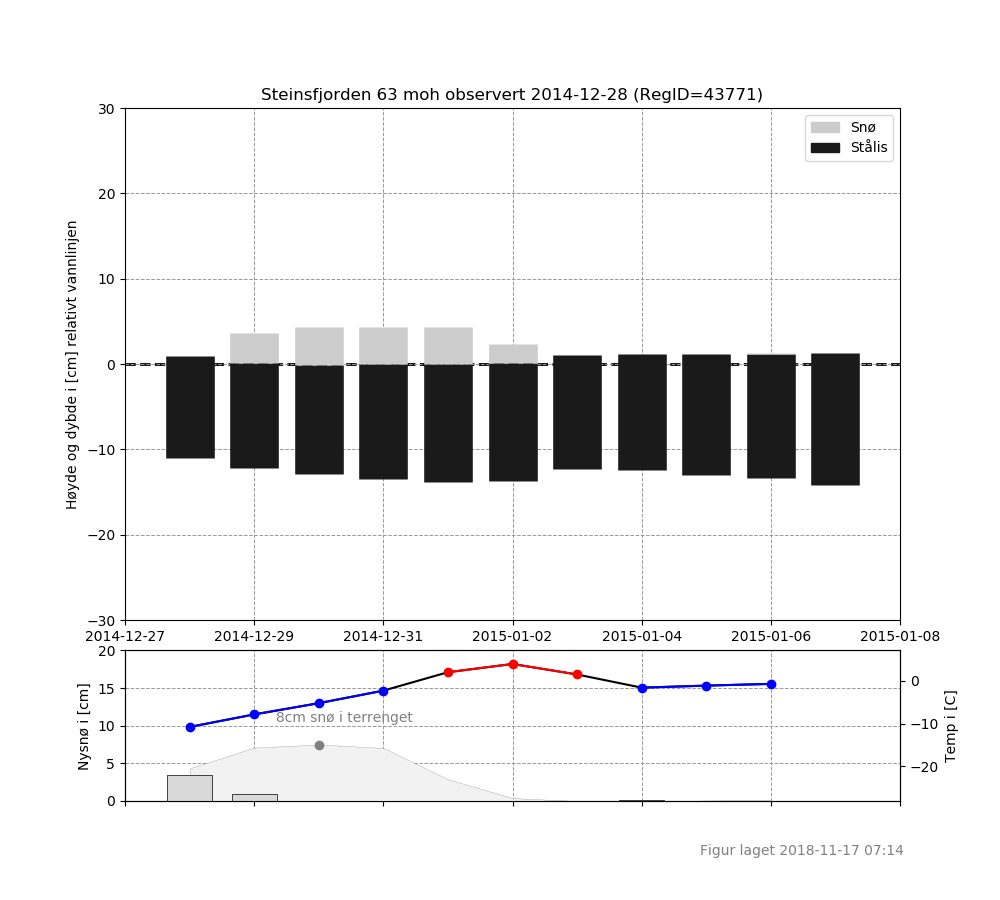 Steinsfjorden 63 moh observert 2014-12-28 (RegID=43771)
Snø
Stålis
Høyde og dybde i [cm] relativt vannlinjen
30
20
10
0
−10
−20
−30
2014-12-27 2014-12-29 2014-12-31 2015-01-02 2015-01-04 2015-01-06 2015-01-08
Nysnø i [cm]
20
15
10
5
0
8cm snø i terrenget
0
−10
−20
Temp i [C]
Figur laget 2018-11-17 07:14